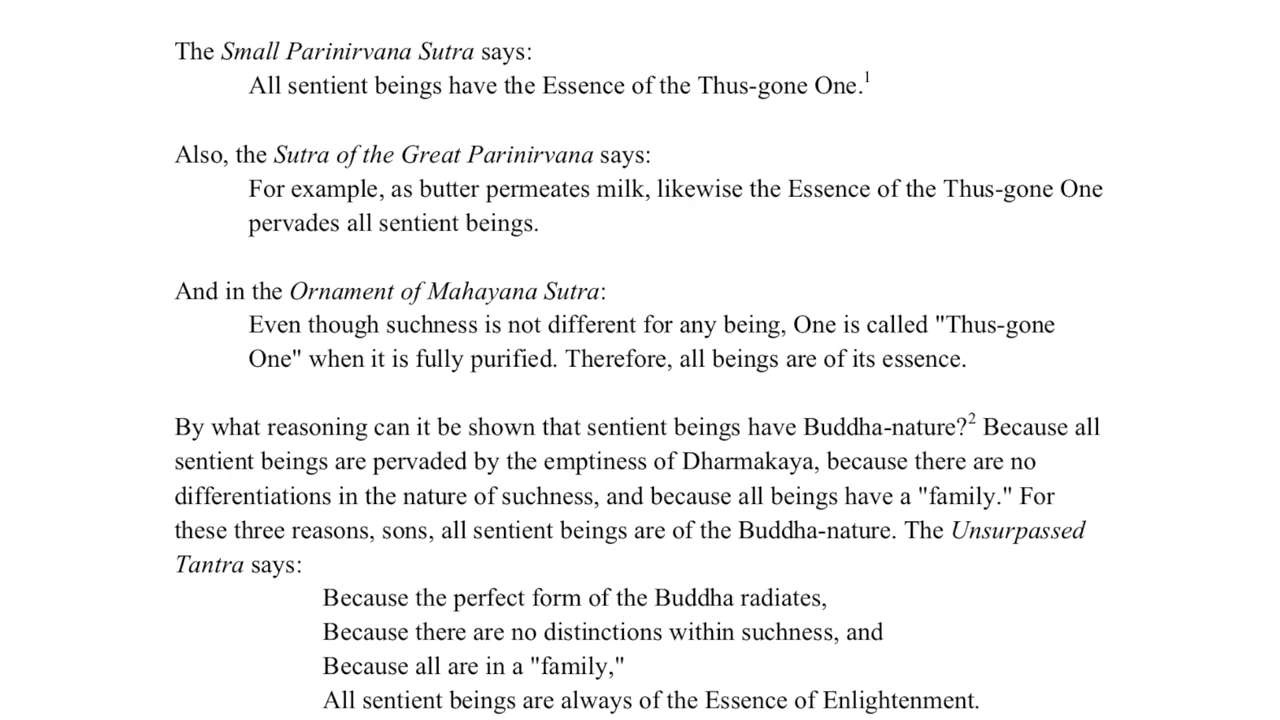 The Small Parinirvana Sutra says:
All sentient beings have the Essence of the Thus-gone One.1
Also, the Sutra of the Great Parinirvana says:
For example, as butter permeates milk, likewise the Essence of the Thus-gone One
pervades all sentient beings.
And in the Ornament of Mahayana Sutra:
Even though suchness is not different for any being, One is called "Thus-gone
One" when it is fully purified. Therefore, all beings are of its essence.
By what reasoning can it be shown that sentient beings have Buddha-nature?2 Because all
sentient beings are pervaded by the emptiness of Dharmakaya, because there are no
differentiations in the nature of suchness, and because all beings have a "family." For
these three reasons, sons, all sentient beings are of the Buddha-nature. The Unsurpassed
Tantra says:
Because the perfect form of the Buddha radiates,
Because there are no distinctions within suchness, and
Because all are in a "family,"
All sentient beings are always of the Essence of Enlightenment.